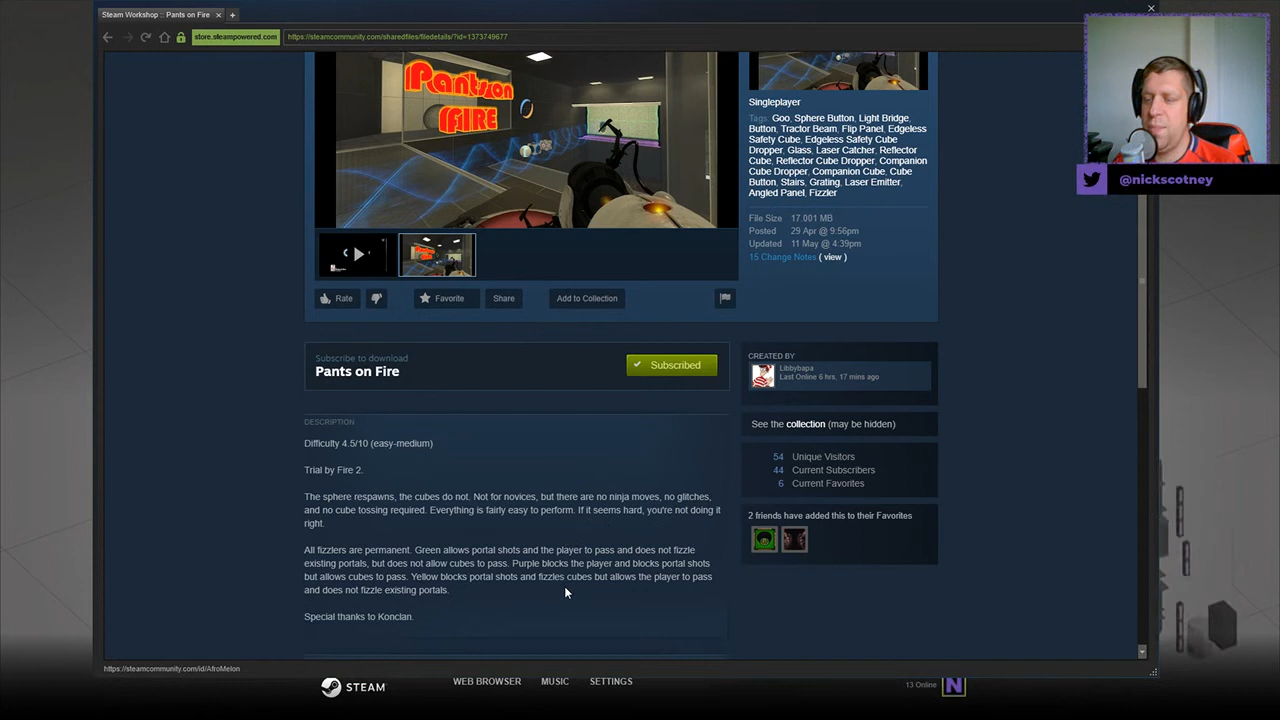 Steam Workshop :: Pants on Fire
store.steampowered.com
https://steamcommunity.com/sharedfiles/filedetails/?id=1373749677
Pants on
FIRE
@nickscotney
Singleplayer
Tags: Goo, Sphere Button, Light Bridge,
Button, Tractor Beam, Flip Panel, Edgeless
Safety Cube, Edgeless Safety Cube
Dropper, Glass, Laser Catcher, Reflector
Cube, Reflector Cube Dropper, Companion
Cube Dropper, Companion Cube, Cube
Button, Stairs, Grating, Laser Emitter,
Angled Panel, Fizzler
File Size 17.001 MB
Posted 29 Apr @ 9:56pm
Updated 11 May @ 4:39pm
15 Change Notes ( view )
Rate Favorite Share Add to Collection
Subscribe to download
Pants on Fire
Subscribed
CREATED BY
Libbybapa
Last Online 6 hrs, 17 mins ago
See the collection (may be hidden)
54 Unique Visitors
44 Current Subscribers
6 Current Favorites
2 friends have added this to their Favorites
DESCRIPTION
Difficulty 4.5/10 (easy-medium)
Trial by Fire 2.
The sphere respawns, the cubes do not. Not for novices, but there are no ninja moves, no glitches,
and no cube tossing required. Everything is fairly easy to perform. If it seems hard, you're not doing it
right.
All fizzlers are permanent. Green allows portal shots and the player to pass and does not fizzle
existing portals, but does not allow cubes to pass. Purple blocks the player and blocks portal shots
but allows cubes to pass. Yellow blocks portal shots and fizzles cubes but allows the player to pass
and does not fizzle existing portals.
Special thanks to Konclan.
https://steamcommunity.com/id/AfroMelon
STEAM WEB BROWSER MUSIC SETTINGS 13 Online N